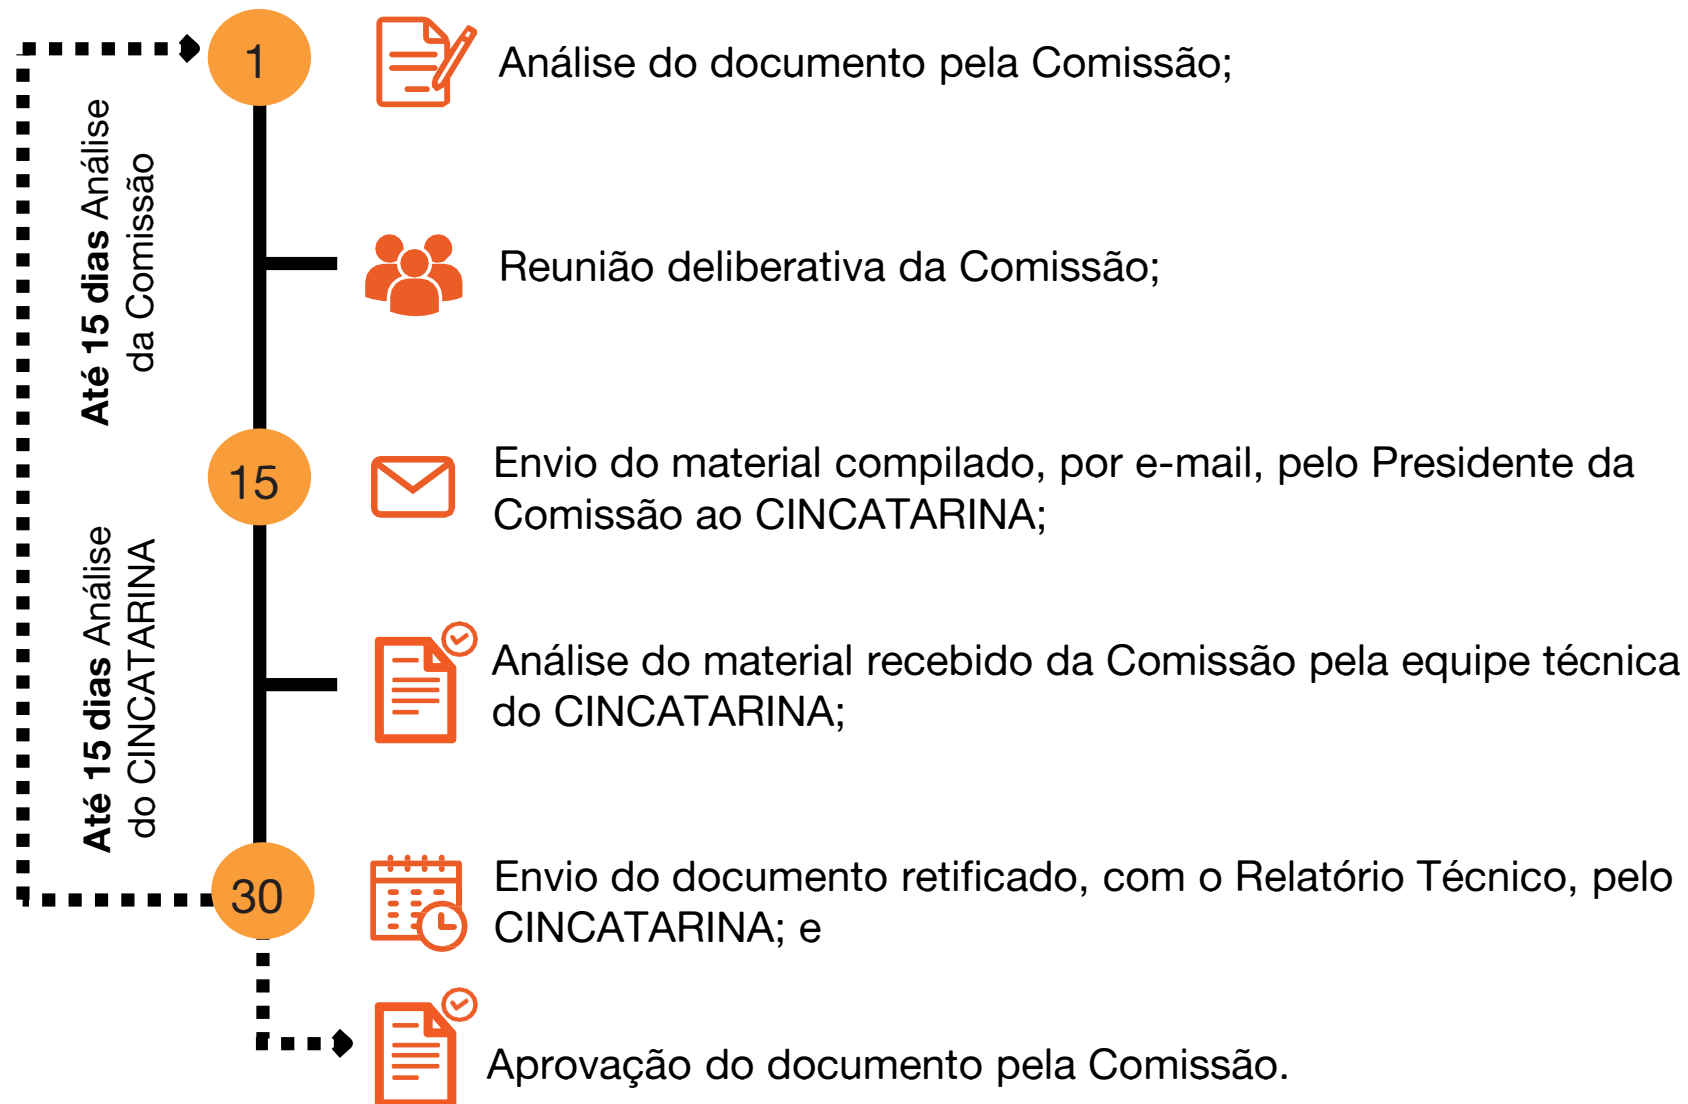 1
Análise do documento pela Comissão;
Até 15 dias Análise
da Comissão
Reunião deliberativa da Comissão;
15
Envio do material compilado, por e-mail, pelo Presidente da
Comissão ao CINCATARINA;
Até 15 dias Análise
do CINCATARINA
Análise do material recebido da Comissão pela equipe técnica
do CINCATARINA;
30
Envio do documento retificado, com o Relatório Técnico, pelo
CINCATARINA; e
Aprovação do documento pela Comissão.